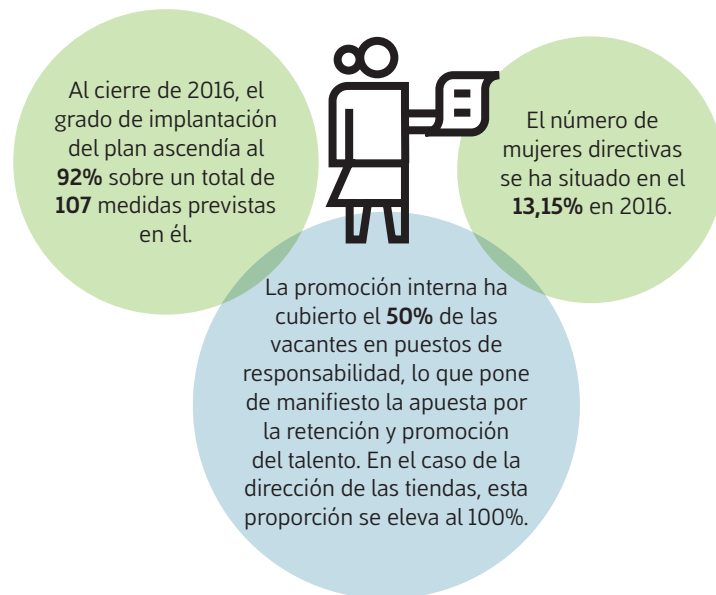 Al cierre de 2016, el
grado de implantación
del plan ascendía al
92% sobre un total de
107 medidas previstas
en él.
El número de
mujeres directivas
se ha situado en el
13,15% en 2016.
La promoción interna ha
cubierto el 50% de las
vacantes en puestos de
responsabilidad, lo que pone
de manifiesto la apuesta por
la retención y promoción
del talento. En el caso de la
dirección de las tiendas, esta
proporción se eleva al 100%.